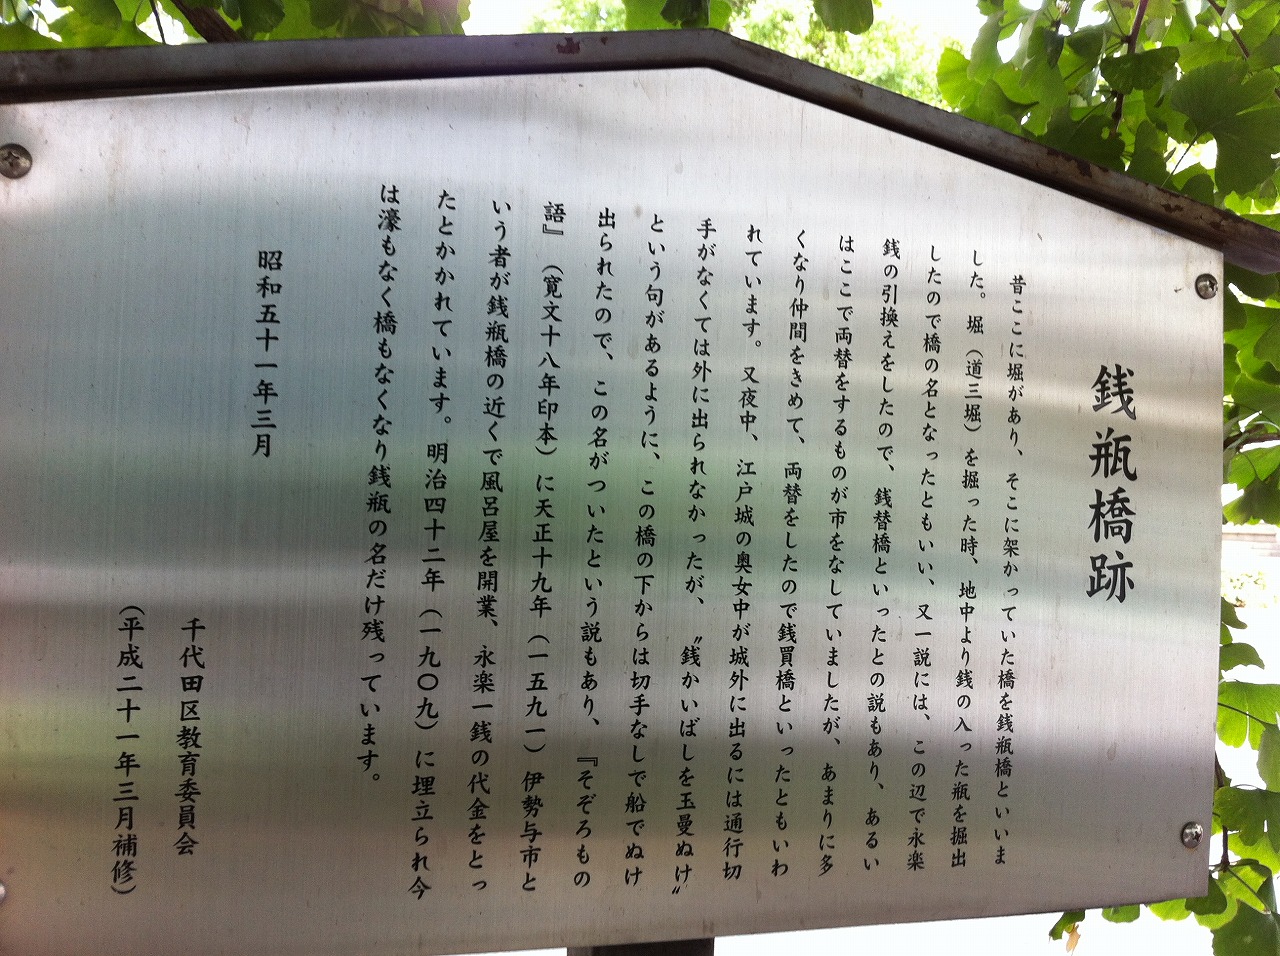 銭瓶橋跡
昔ここに堀があり、そこに架かっていた橋を銭瓶橋といいま
した。堀（道三堀）を掘った時、地中より銭の入った瓶を掘出
したので橋の名となったともいい、又一説には、この辺で永楽
銭の引換えをしたので、銭替橋といったとの説もあり、あるい
はここで両替をするものが市をなしていましたが、あまりに多
くなり仲間をきめて、両替をしたので銭買橋といったともいわ
れています。又夜中、江戸城の奥女中が城外に出るには通行切
手がなくては外に出られなかったが、〝銭かいばしを玉曼ぬけ〟
という句があるように、この橋の下からは切手なしで船でぬけ
出られたので、この名がついたという説もあり、『そぞろもの
語』（寛文十八年印本）に天正十九年（一五九一）伊勢与市と
いう者が銭瓶橋の近くで風呂屋を開業、永楽一銭の代金をとっ
たとかかれています。明治四十二年（一九〇九）に埋立られ今
は濠もなく橋もなくなり銭瓶の名だけ残っています。
昭和五十一年三月
千代田区教育委員会
（平成二十一年三月補修）